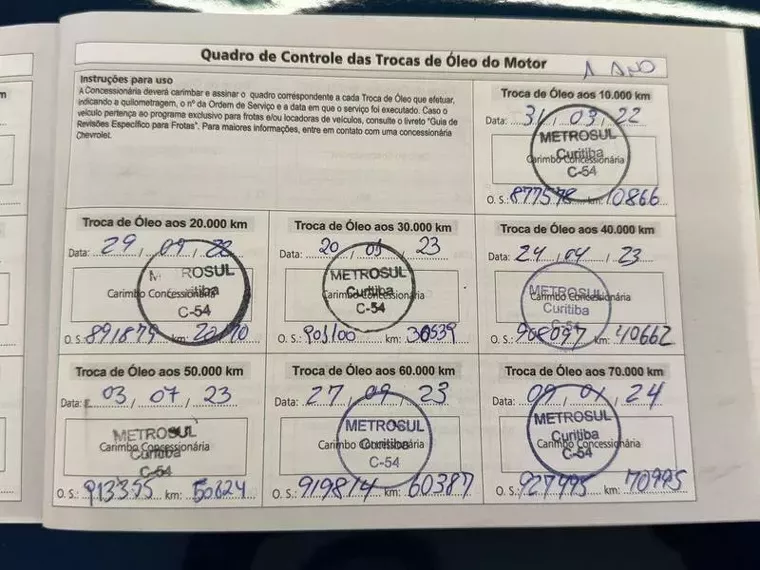 Quadro de Controle das Trocas de Óleo do Motor
1 ANO
Instruções para uso
A Concessionária deverá carimbar e assinar o quadro correspondente a cada Troca de Óleo que efetuar,
indicando a quilometragem, o nº da Ordem de Serviço e a data em que o serviço foi executado. Caso o
veículo pertença ao programa exclusivo para frotas e/ou locadoras de veículos, consulte o livreto "Guia de
Revisões Específico para Frotas". Para maiores informações, entre em contato com uma concessionária
Chevrolet.
Troca de Óleo aos 10.000 km
Data: 31/03/22
METROSUL
Curitiba
Carimbo Concessionária
C-54
O. S.: 877578 km: 10866
Troca de Óleo aos 20.000 km
Data: 29/09/22
METROSUL
Curitiba
Carimbo Concessionária
C-54
O. S.: 891879 km:
Troca de Óleo aos 30.000 km
Data: 20/ /23
METROSUL
Curitiba
Carimbo Concessionária
C-54
O. S.: km: 30539
Troca de Óleo aos 40.000 km
Data: 24/04/23
METROSUL
Carimbo Concessionária
Curitiba
C-54
O. S.: 908097 km: 40662
Troca de Óleo aos 50.000 km
Data: 03/07/23
METROSUL
Carimbo Concessionária
Curitiba
C-54
O. S.: 913355 km: 50624
Troca de Óleo aos 60.000 km
Data: 27/09/23
METROSUL
Carimbo Concessionária
Curitiba
C-54
O. S.: 919814 km: 60387
Troca de Óleo aos 70.000 km
Data: 09/01/24
METROSUL
Curitiba
Carimbo Concessionária
C-54
O. S.: 927495 km: 70995